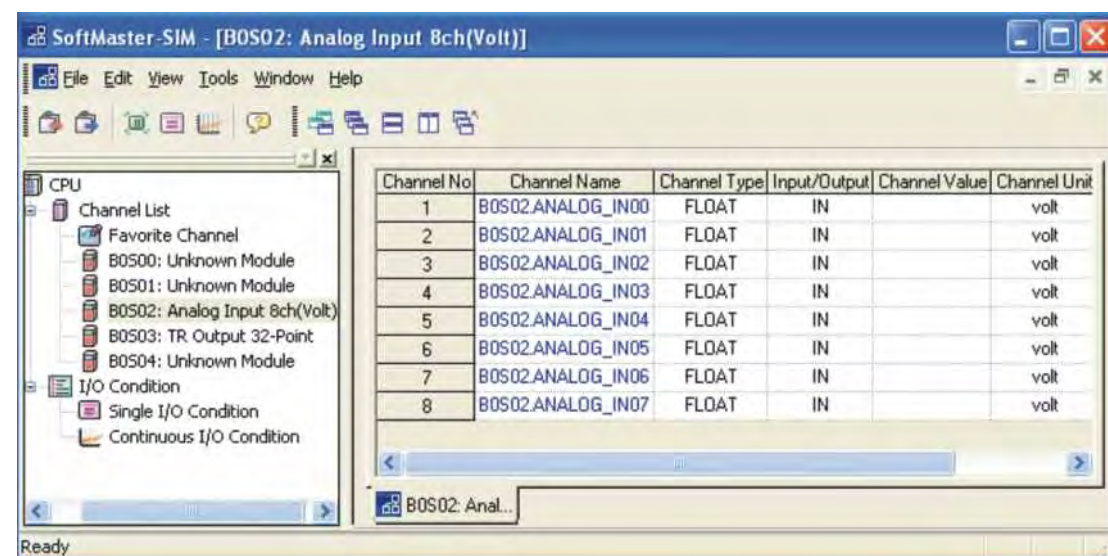 SoftMaster-SIM - [B0S02: Analog Input 8ch(Volt)]
File Edit View Tools Window Help
CPU
Channel List
Favorite Channel
B0S00: Unknown Module
B0S01: Unknown Module
B0S02: Analog Input 8ch(Volt)
B0S03: TR Output 32-Point
B0S04: Unknown Module
I/O Condition
Single I/O Condition
Continuous I/O Condition
Channel No Channel Name Channel Type Input/Output Channel Value Channel Unit
1 B0S02.ANALOG_IN00 FLOAT IN volt
2 B0S02.ANALOG_IN01 FLOAT IN volt
3 B0S02.ANALOG_IN02 FLOAT IN volt
4 B0S02.ANALOG_IN03 FLOAT IN volt
5 B0S02.ANALOG_IN04 FLOAT IN volt
6 B0S02.ANALOG_IN05 FLOAT IN volt
7 B0S02.ANALOG_IN06 FLOAT IN volt
8 B0S02.ANALOG_IN07 FLOAT IN volt
B0S02: Anal...
Ready